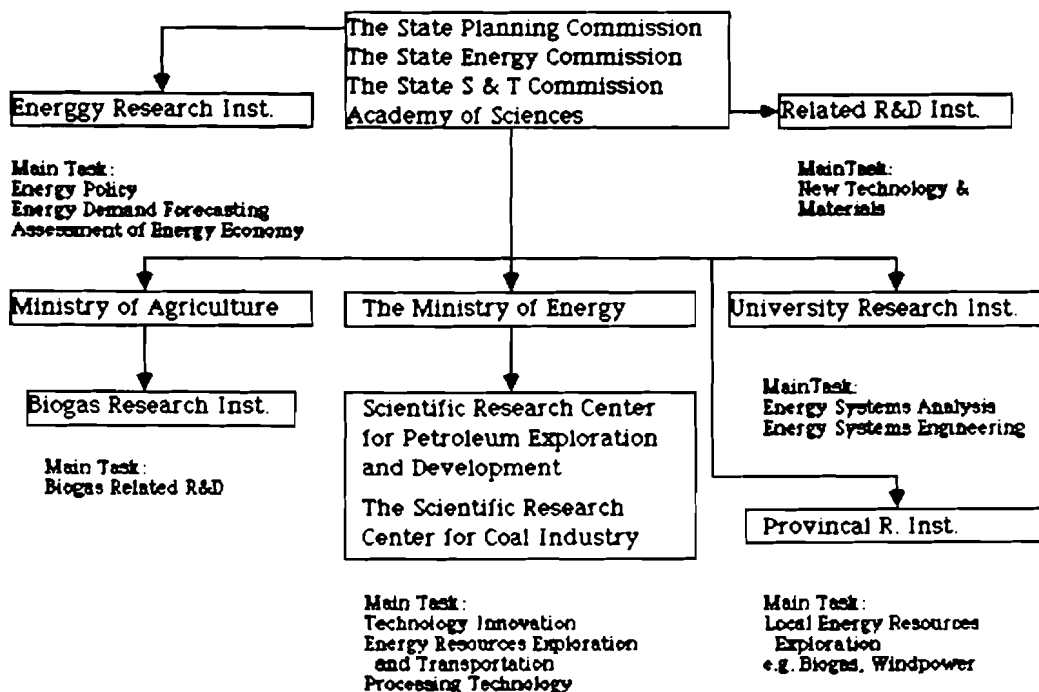 The State Planning Commission
The State Energy Commission
The State S & T Commission
Academy of Sciences
Energgy Research Inst.
Related R&D Inst.
Main Task:
Energy Policy
Energy Demand Forecasting
Assessment of Energy Economy
MainTask:
New Technology &
Materials
Ministry of Agriculture
The Ministry of Energy
University Research Inst.
Biogas Research Inst.
Main Task:
Biogas Related R&D
Scientific Research Center
for Petroleum Exploration
and Development
The Scientific Research
Center for Coal Industry
MainTask:
Energy Systems Analysis
Energy Systems Engineering
Provincal R. Inst.
Main Task:
Technology Innovation
Energy Resources Exploration
and Transportation
Processing Technology
Main Task:
Local Energy Resources
Exploration
e.g. Biogas, Windpower